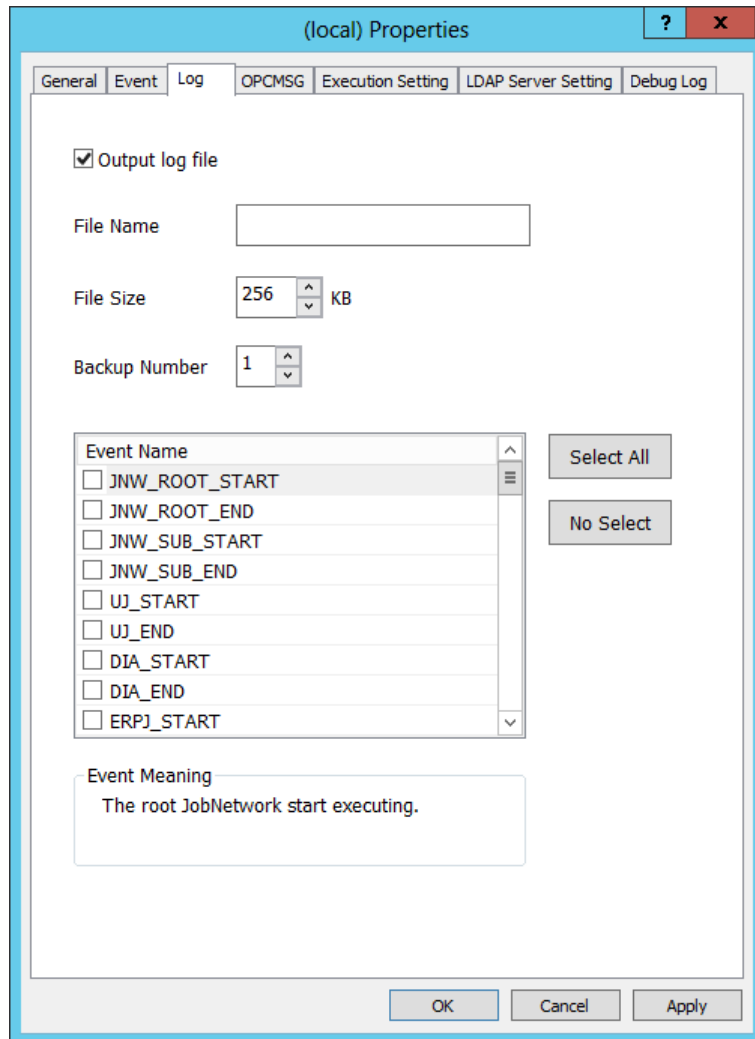 (local) Properties
? x
General Event Log OPCMSG Execution Setting LDAP Server Setting Debug Log
Output log file
File Name
File Size 256 KB
Backup Number 1
Event Name
Select All
JNW_ROOT_START
JNW_ROOT_END
No Select
JNW_SUB_START
JNW_SUB_END
UJ_START
UJ_END
DIA_START
DIA_END
ERPJ_START
Event Meaning
The root JobNetwork start executing.
OK Cancel Apply